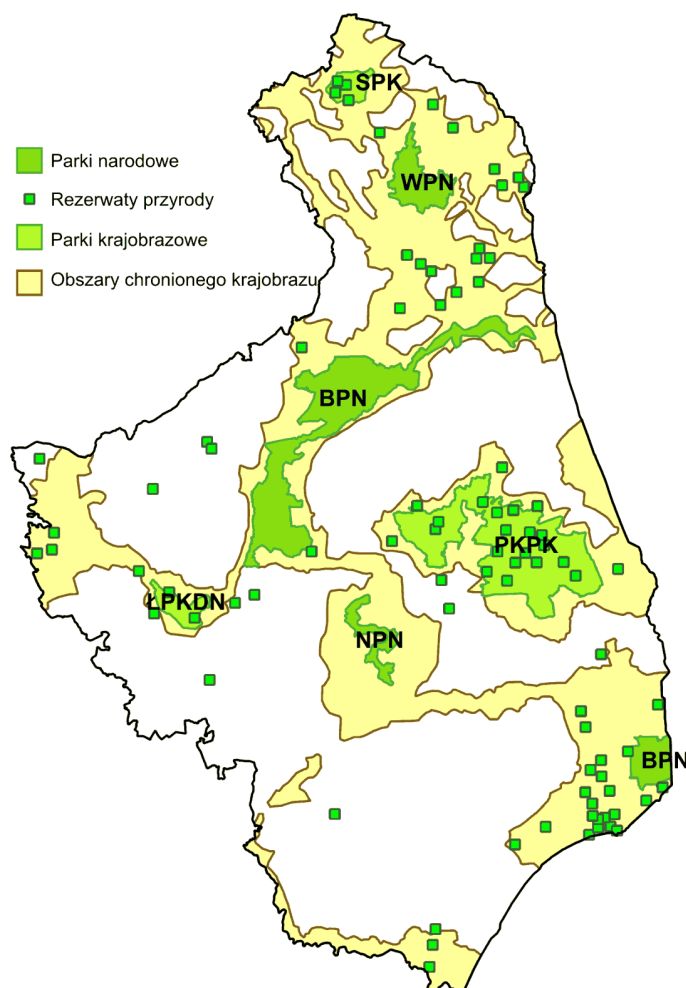 SPK
Parki narodowe
WPN
Rezerwaty przyrody
Parki krajobrazowe
Obszary chronionego krajobrazu
BPN
PKPK
ŁPKDN
NPN
BPN